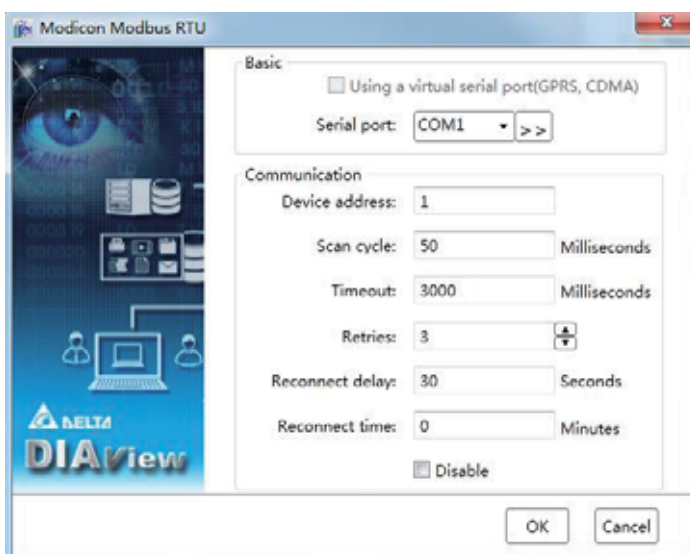 Modicon Modbus RTU
Basic
Using a virtual serial port(GPRS, CDMA)
Serial port: COM1 >>
Communication
Device address: 1
Scan cycle: 50 Milliseconds
Timeout: 3000 Milliseconds
Retries: 3
Reconnect delay: 30 Seconds
Reconnect time: 0 Minutes
Disable
DELTA
DIAView
OK Cancel